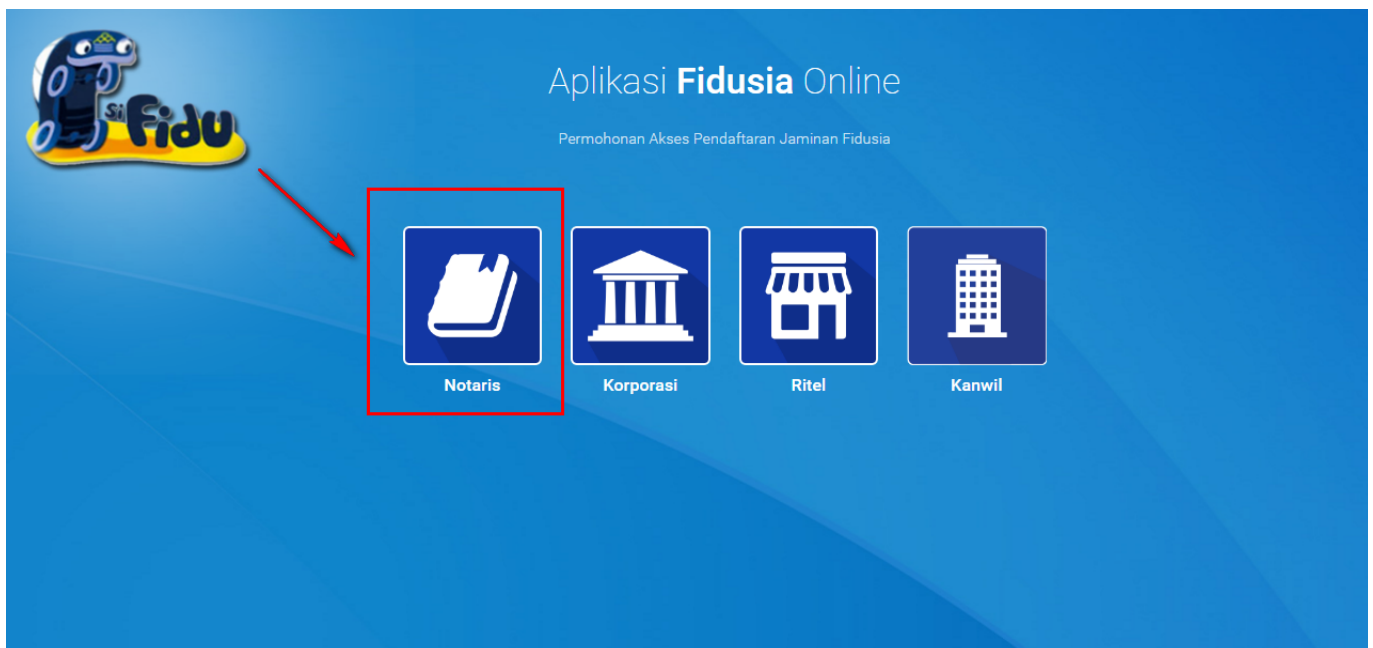 si Fidu
Aplikasi Fidusia Online
Permohonan Akses Pendaftaran Jaminan Fidusia
Notaris
Korporasi
Ritel
Kanwil